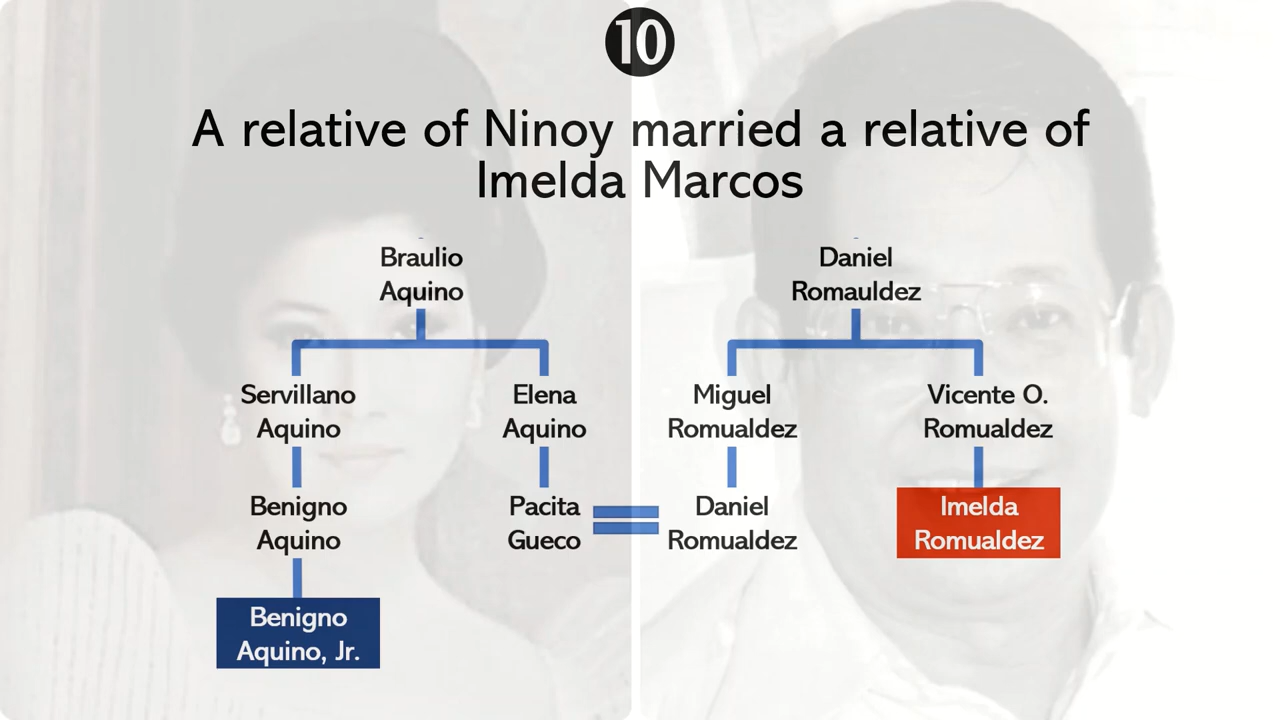 10
A relative of Ninoy married a relative of
Imelda Marcos
Braulio
Aquino
Daniel
Romauldez
Servillano
Aquino
Elena
Aquino
Miguel
Romualdez
Vicente O.
Romualdez
Benigno
Aquino
Pacita
Gueco
Daniel
Romualdez
Imelda
Romualdez
Benigno
Aquino, Jr.